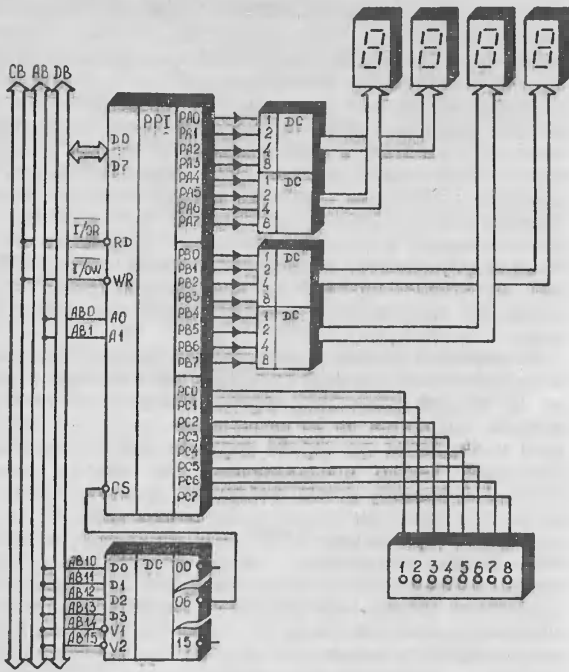 CB AB DB
PPI
D0
D7
I/OR
RD
I/OW
WR
AB0
A0
AB1
A1
CS
PA0
PA1
PA2
PA3
PA4
PA5
PA6
PA7
PB0
PB1
PB2
PB3
PB4
PB5
PB6
PB7
PC0
PC1
PC2
PC3
PC4
PC5
PC6
PC7
1 DC
2
4
8
1 DC
2
4
8
1 DC
2
4
8
1 DC
2
4
8
8 8 8 8
1 2 3 4 5 6 7 8
DC
AB10 D0
AB11 D1
AB12 D2
AB13 D3
AB14 V1
AB15 V2
00
06
15